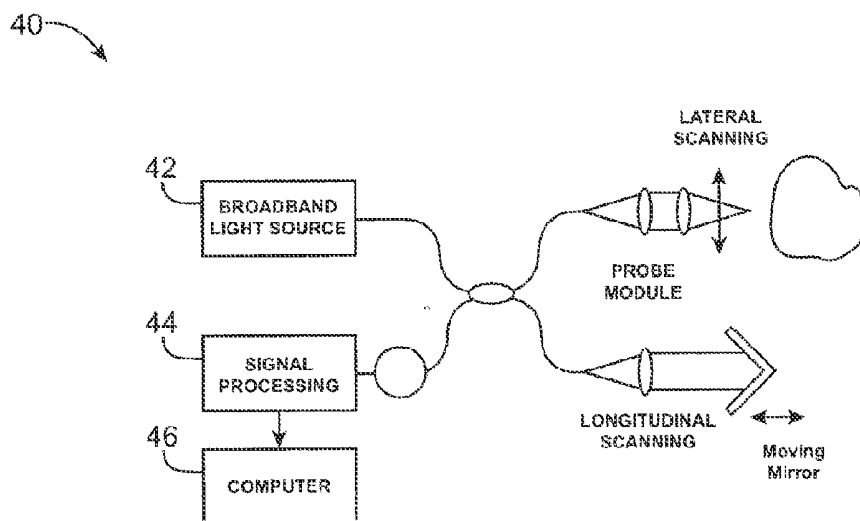 40
LATERAL
SCANNING
42
BROADBAND
LIGHT SOURCE
PROBE
MODULE
44
SIGNAL
PROCESSING
LONGITUDINAL
SCANNING
Moving
Mirror
46
COMPUTER